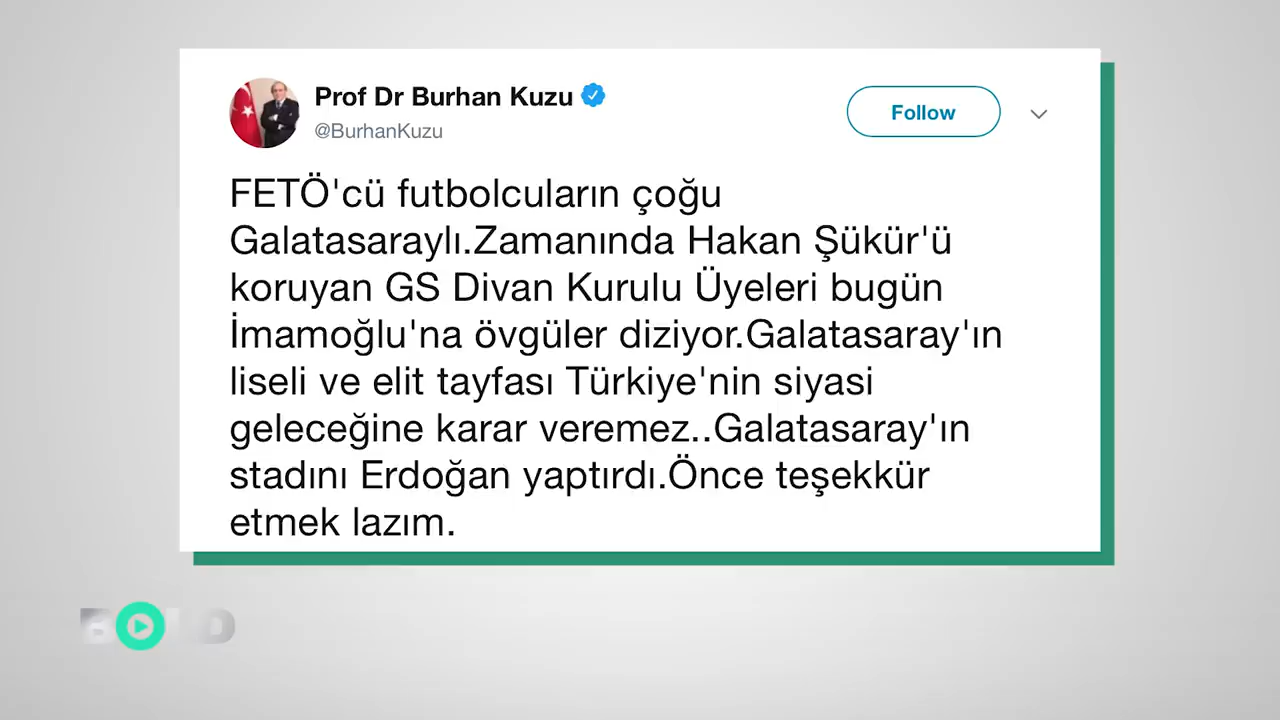 Prof Dr Burhan Kuzu
@BurhanKuzu
Follow
FETÖ'cü futbolcuların çoğu
Galatasaraylı.Zamanında Hakan Şükür'ü
koruyan GS Divan Kurulu Üyeleri bugün
İmamoğlu'na övgüler diziyor.Galatasaray'ın
liseli ve elit tayfası Türkiye'nin siyasi
geleceğine karar veremez..Galatasaray'ın
stadını Erdoğan yaptırdı.Önce teşekkür
etmek lazım.
BOLD